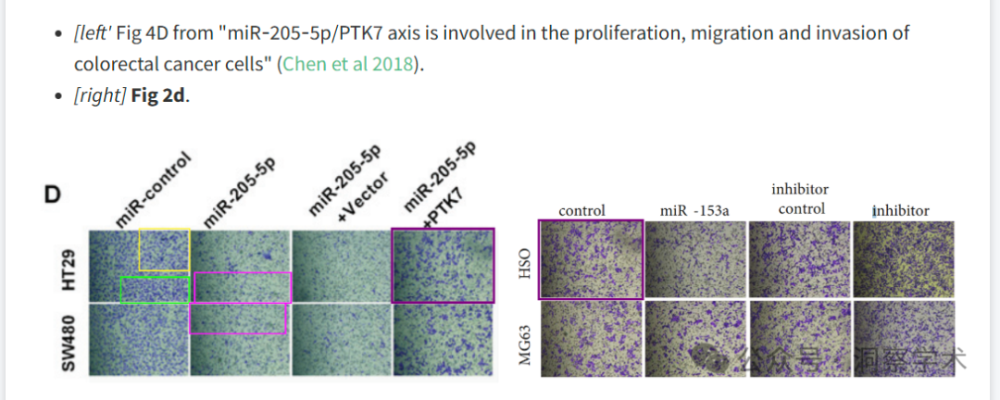 • [left' Fig 4D from "miR-205-5p/PTK7 axis is involved in the proliferation, migration and invasion of
colorectal cancer cells" (Chen et al 2018).
• [right] Fig 2d.
D
miR-control
miR-205-5p
miR-205-5p
+Vector
miR-205-5p
+PTK7
HT29
SW480
control
miR -153a
inhibitor
control
inhibitor
HSO
MG63
公众号 洞察学术